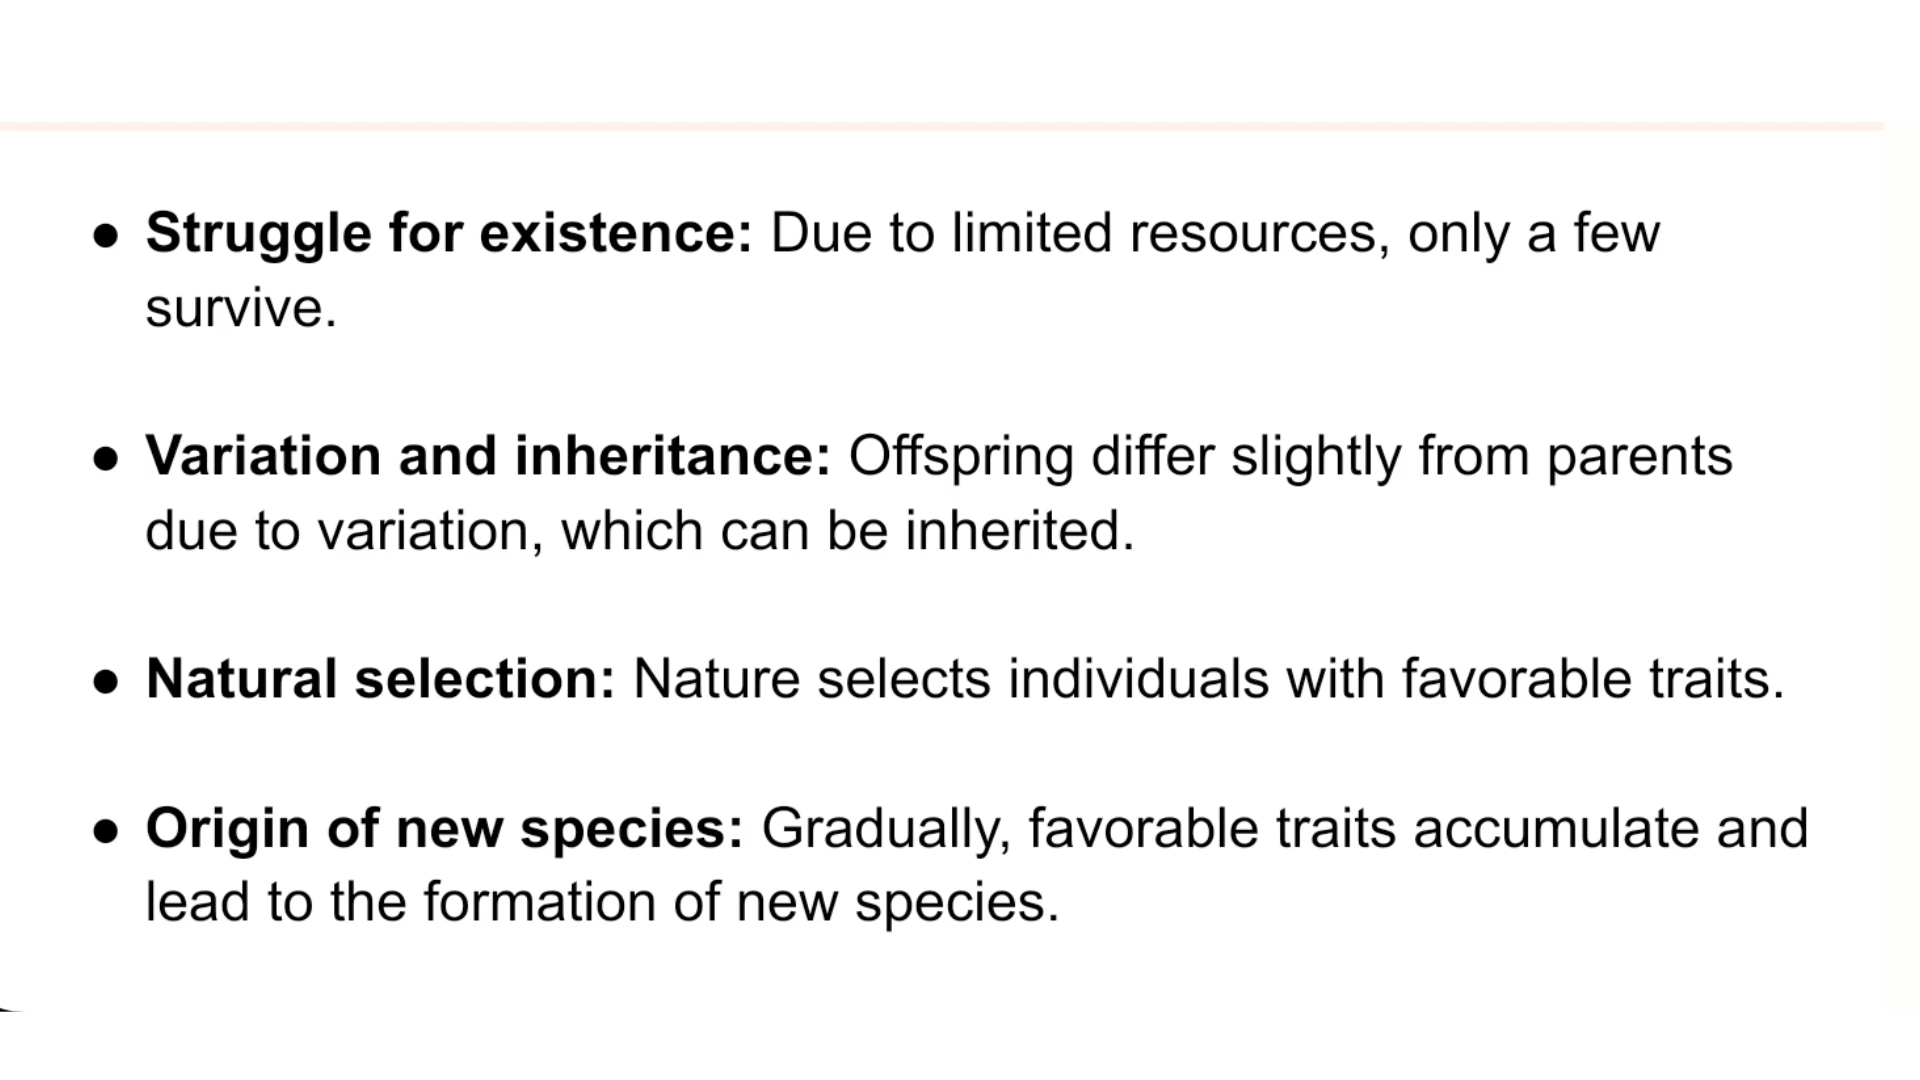 ● Struggle for existence: Due to limited resources, only a few
survive.
● Variation and inheritance: Offspring differ slightly from parents
due to variation, which can be inherited.
● Natural selection: Nature selects individuals with favorable traits.
● Origin of new species: Gradually, favorable traits accumulate and
lead to the formation of new species.